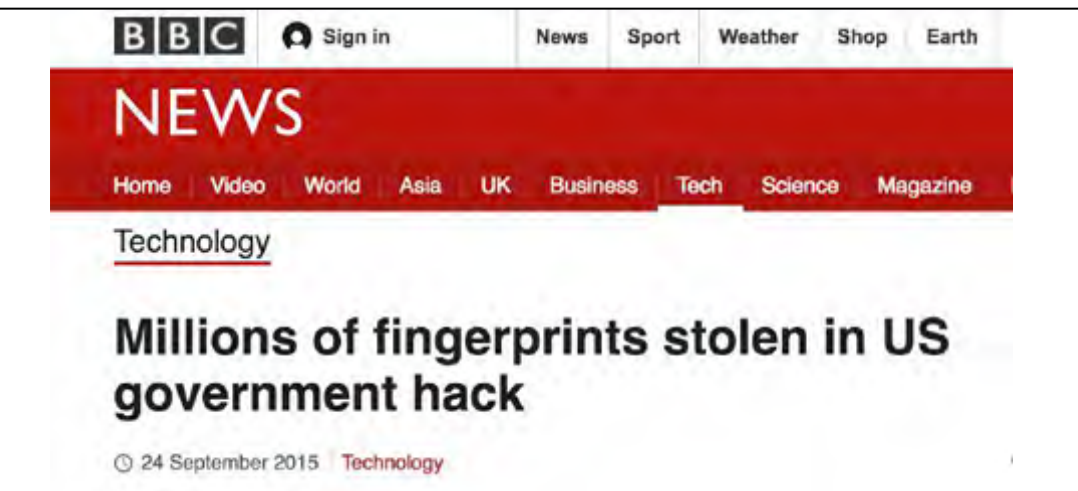 BBC Sign in News Sport Weather Shop Earth
NEWS
Home Video World Asia UK Business Tech Science Magazine
Technology
Millions of fingerprints stolen in US
government hack
24 September 2015 Technology